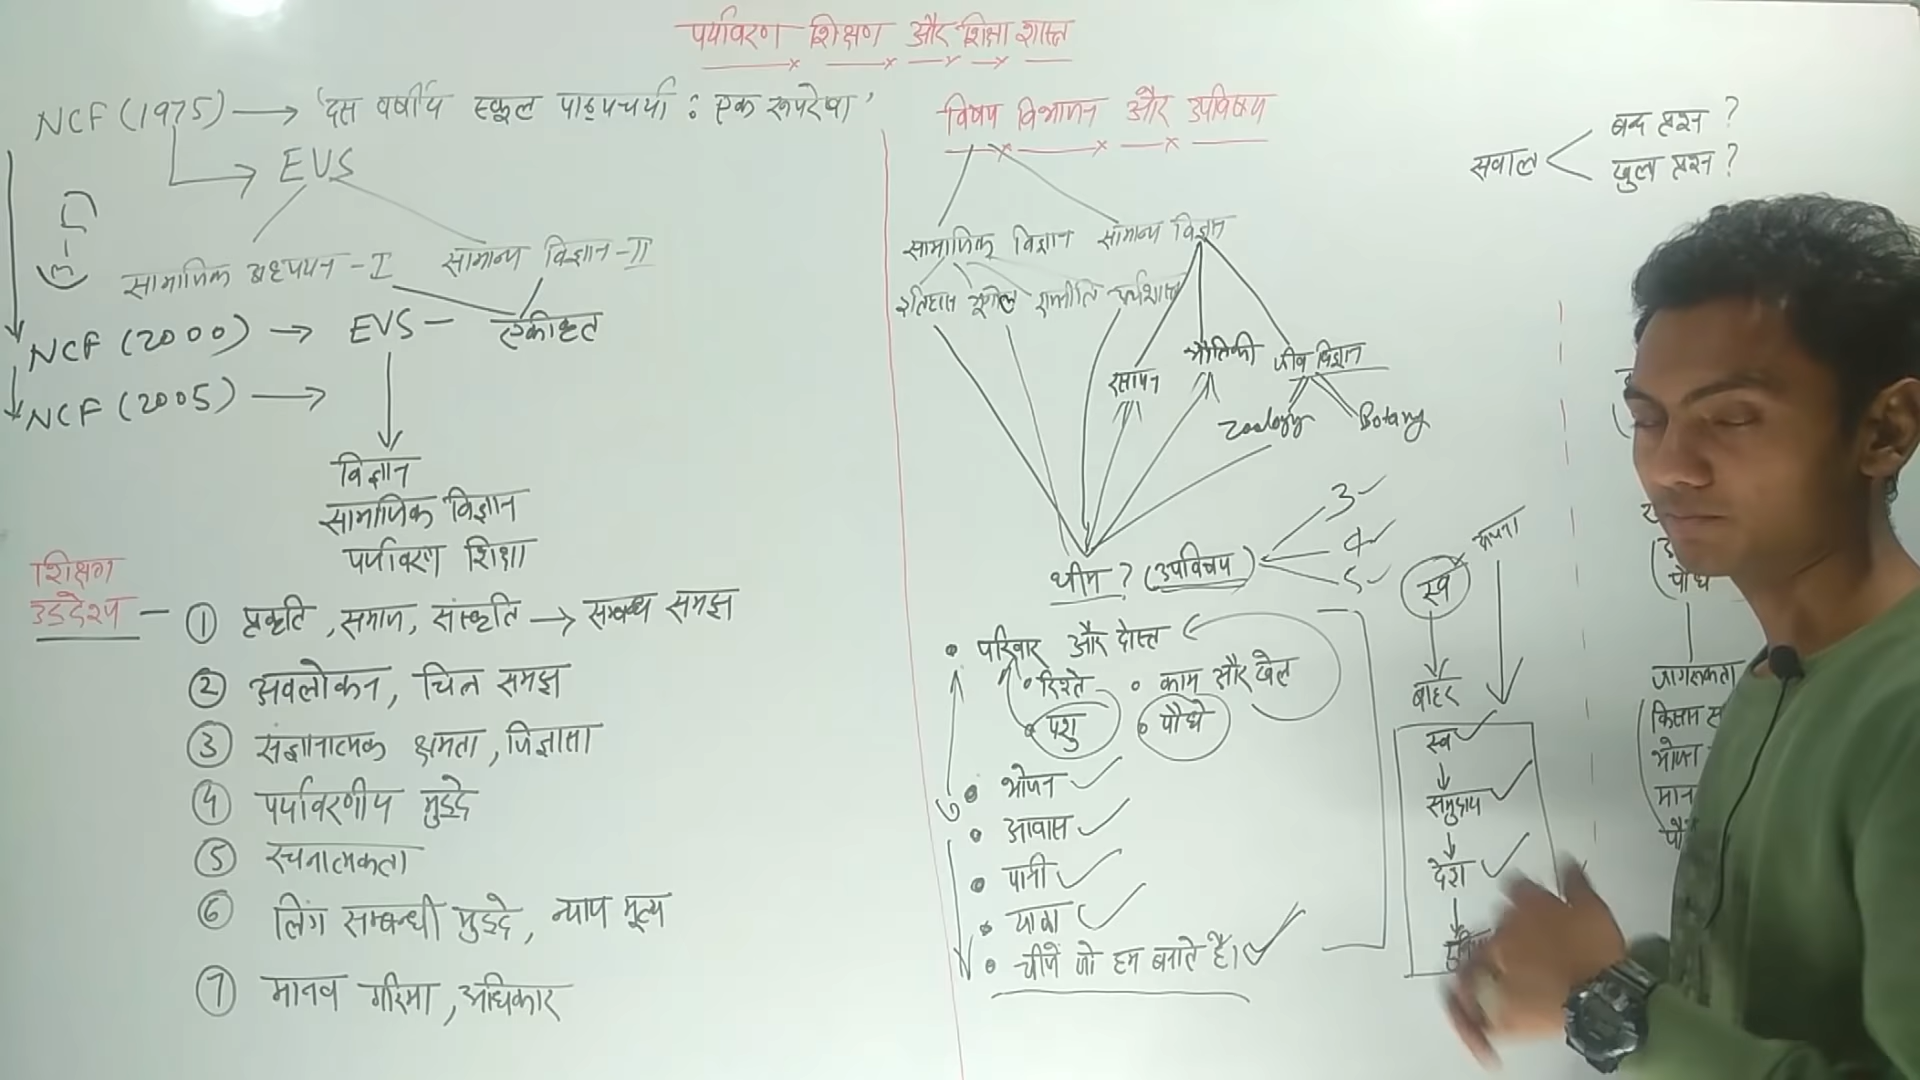 पर्यावरण शिक्षण और शिक्षा शास्त्र
NCF (1975) → 'दस वर्षीय स्कूल पाठ्यचर्या : एक रूपरेखा'
EVS
(1-5)
सामाजिक अध्ययन - I
सामान्य विज्ञान - II
NCF (2000) → EVS - एकीकृत
NCF (2005) →
विज्ञान
सामाजिक विज्ञान
पर्यावरण शिक्षा
शिक्षण
उद्देश्य -
① प्रकृति, समाज, संस्कृति → सम्बन्ध समझ
② अवलोकन, चित्र समझ
③ संज्ञानात्मक क्षमता, जिज्ञासा
④ पर्यावरणीय मुद्दे
⑤ रचनात्मकता
⑥ लिंग सम्बन्धी मुद्दे, न्याय मूल्य
⑦ मानव गरिमा, अधिकार
विषय विभाजन और उपविषय
सामाजिक विज्ञान सामान्य विज्ञान
इतिहास भूगोल राजनीति अर्थशास्त्र
रसायन भौतिकी जीव विज्ञान
Zoology Botany
थीम ? (उपविषय)
3
4
5
• परिवार और दोस्त
• रिश्ते • काम और खेल
• पशु • पौधे
• भोजन
• आवास
• पानी
• यात्रा
• चीजें जो हम बनाते हैं।
सवाल
बन्द प्रश्न ?
खुला प्रश्न ?
स्व
बाहर
स्व
समुदाय
देश
पौधे
जागरूकता